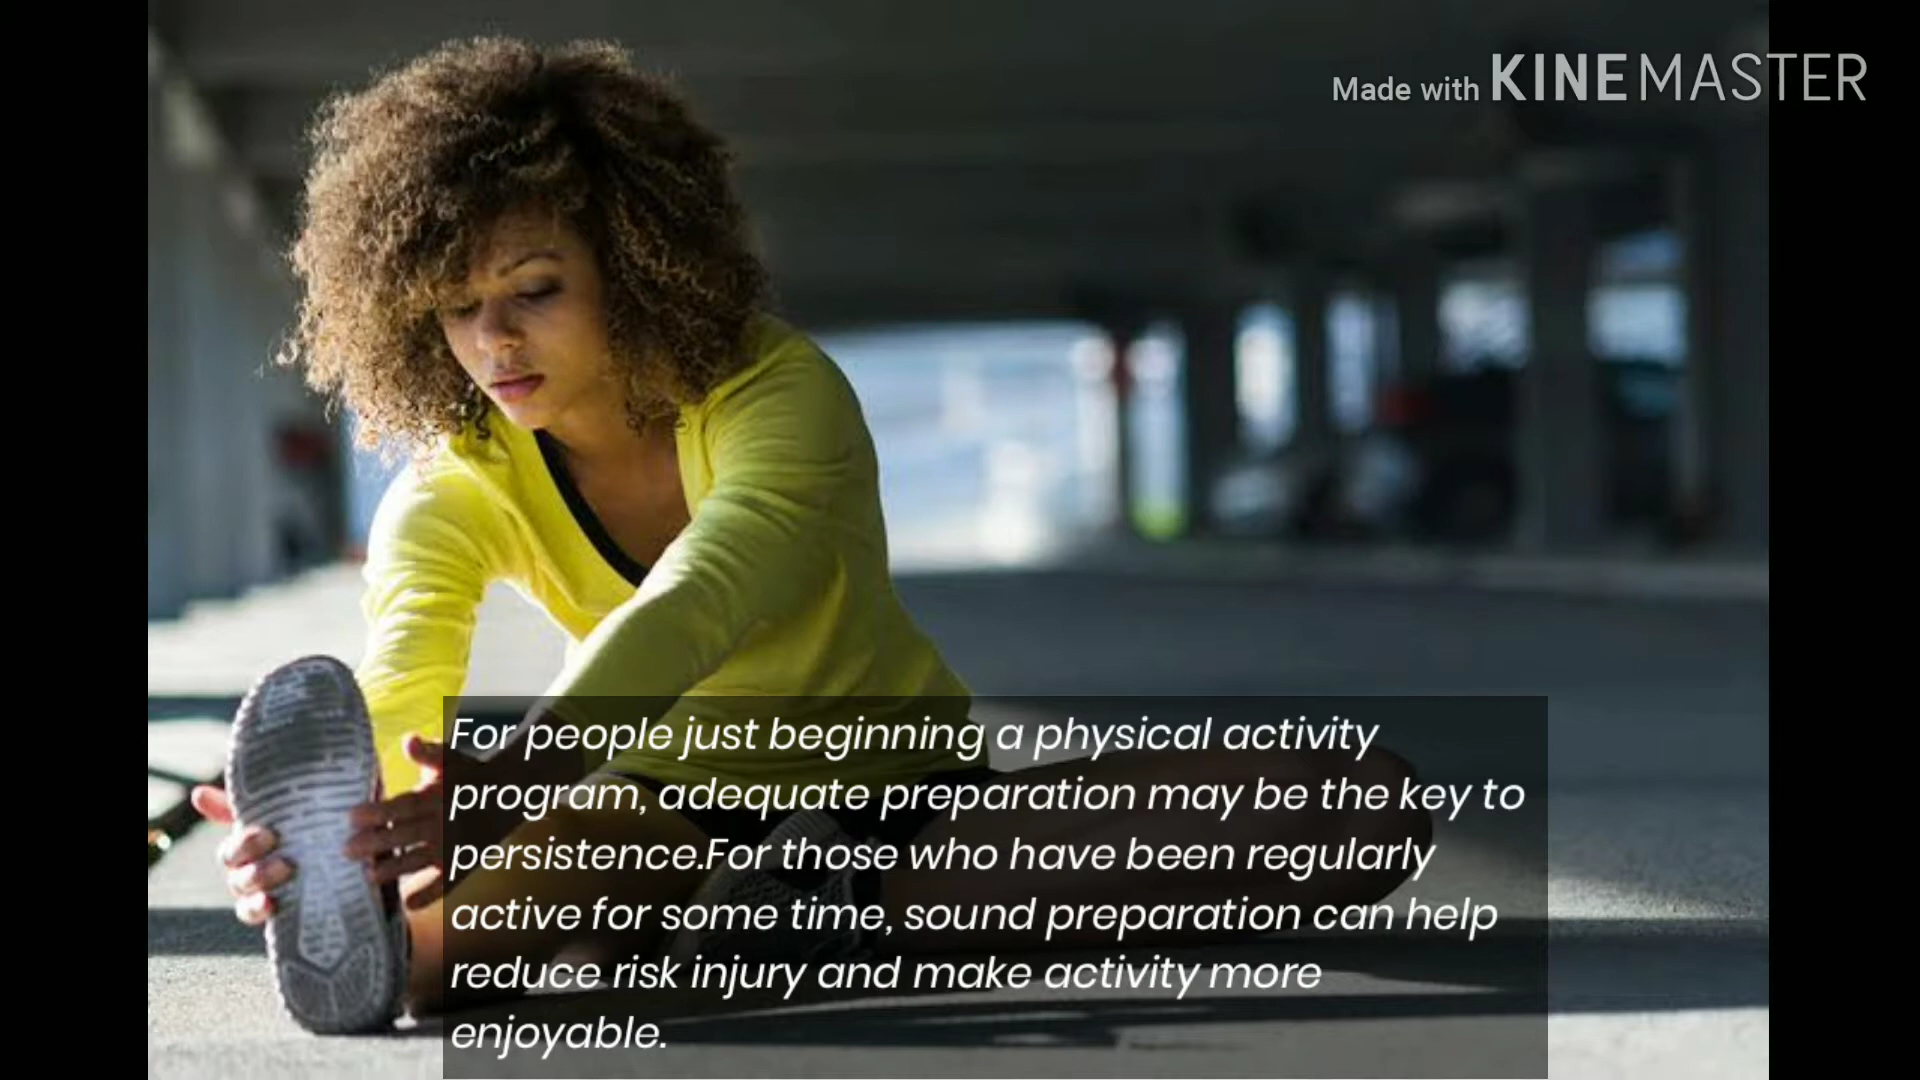 Made with KINEMASTER
For people just beginning a physical activity
program, adequate preparation may be the key to
persistence.For those who have been regularly
active for some time, sound preparation can help
reduce risk injury and make activity more
enjoyable.